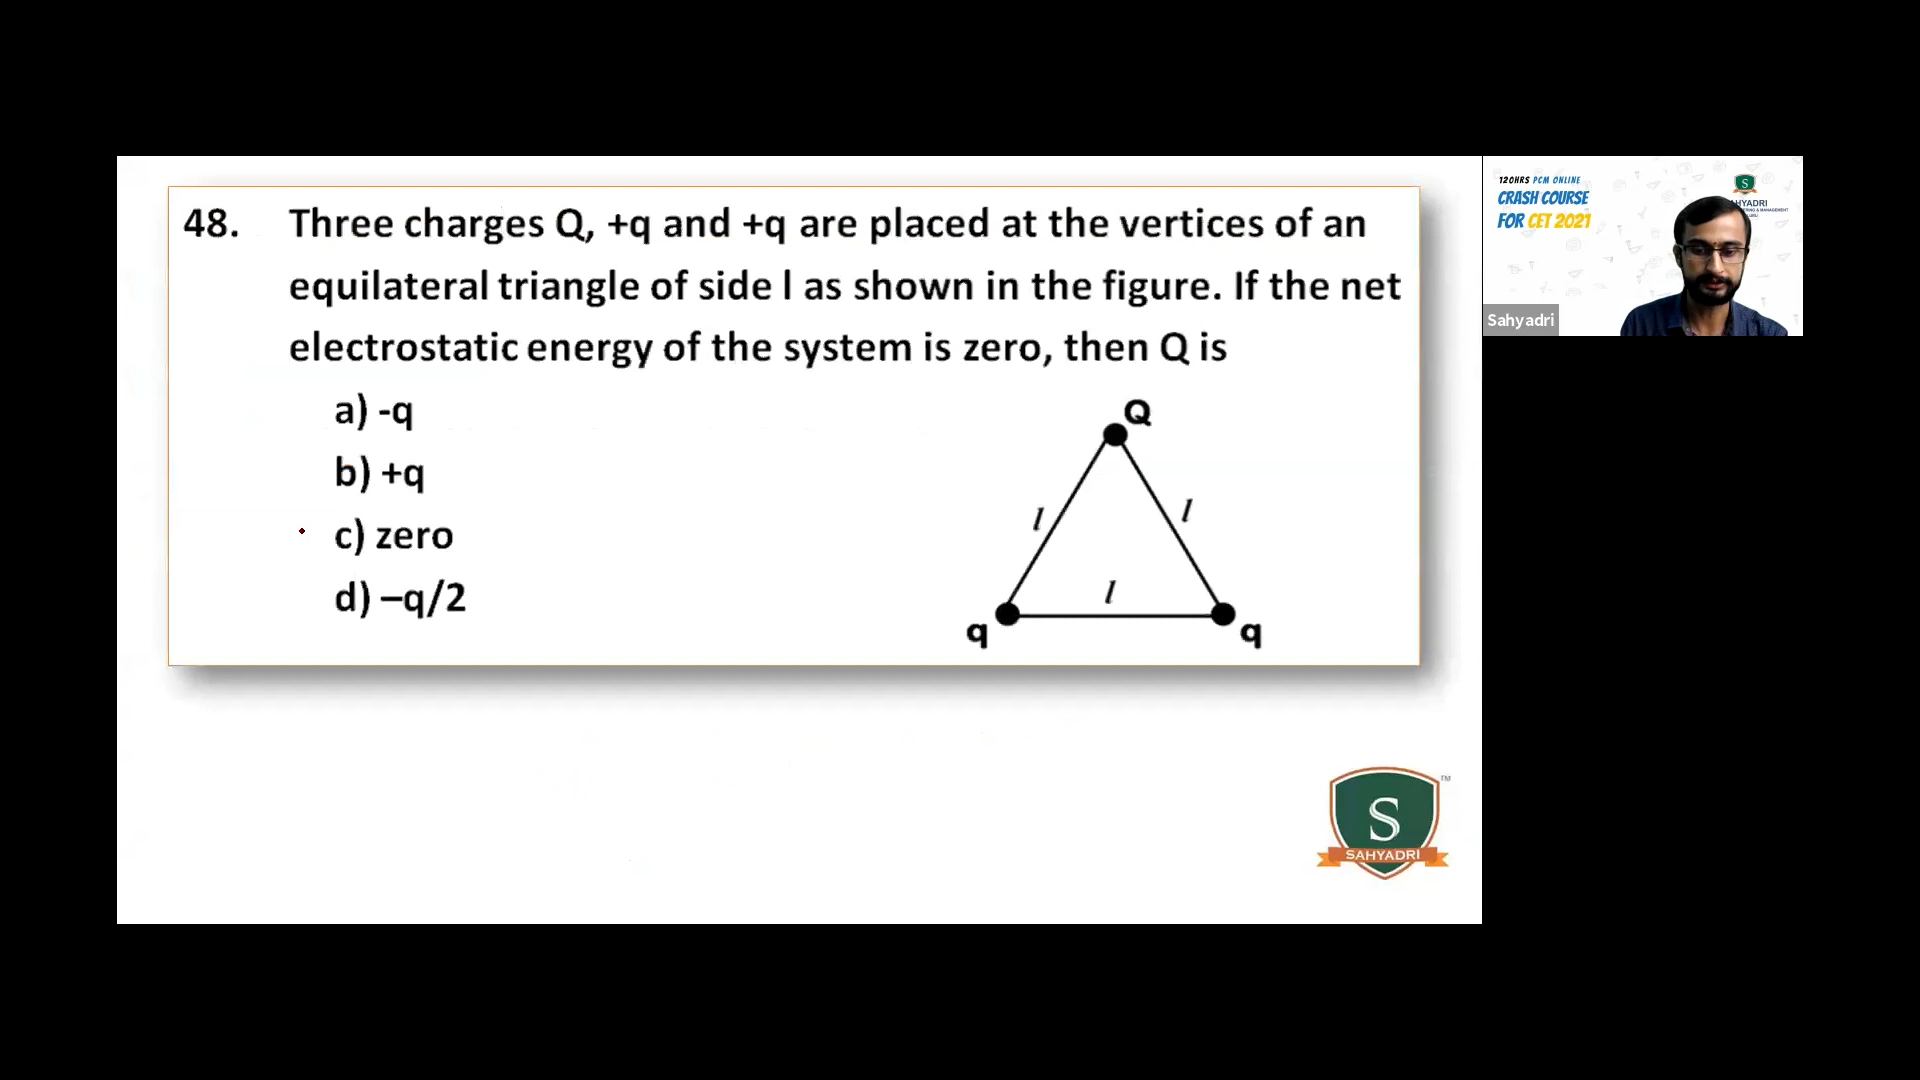 48. Three charges Q, +q and +q are placed at the vertices of an
equilateral triangle of side l as shown in the figure. If the net
electrostatic energy of the system is zero, then Q is
a) -q
b) +q
c) zero
d) –q/2
Q
l
l
l
q
q
S
SAHYADRI
TM
120HRS PCM ONLINE
CRASH COURSE
FOR CET 2021
S
HYADRI
Sahyadri